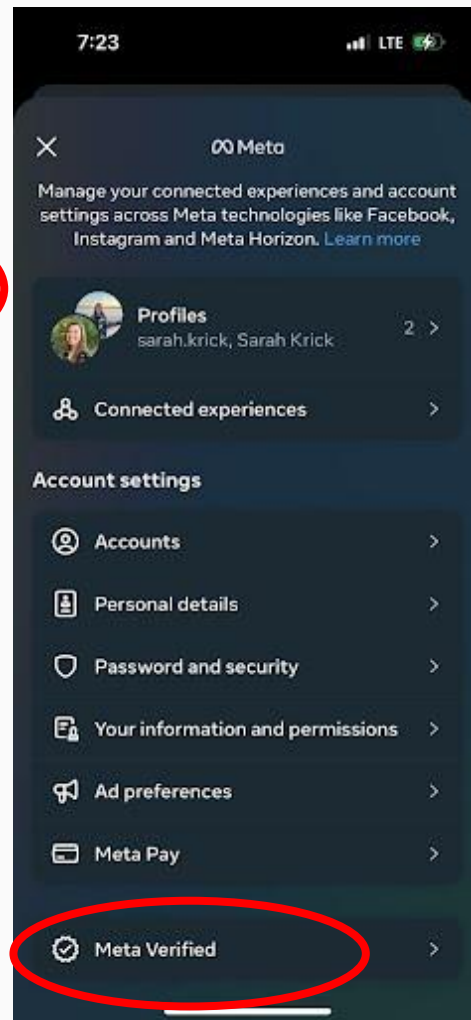 7:23
LTE
Meta
Manage your connected experiences and account
settings across Meta technologies like Facebook,
Instagram and Meta Horizon. Learn more
Profiles
sarah.krick, Sarah Krick
2
Connected experiences
Account settings
Accounts
Personal details
Password and security
Your information and permissions
Ad preferences
Meta Pay
Meta Verified